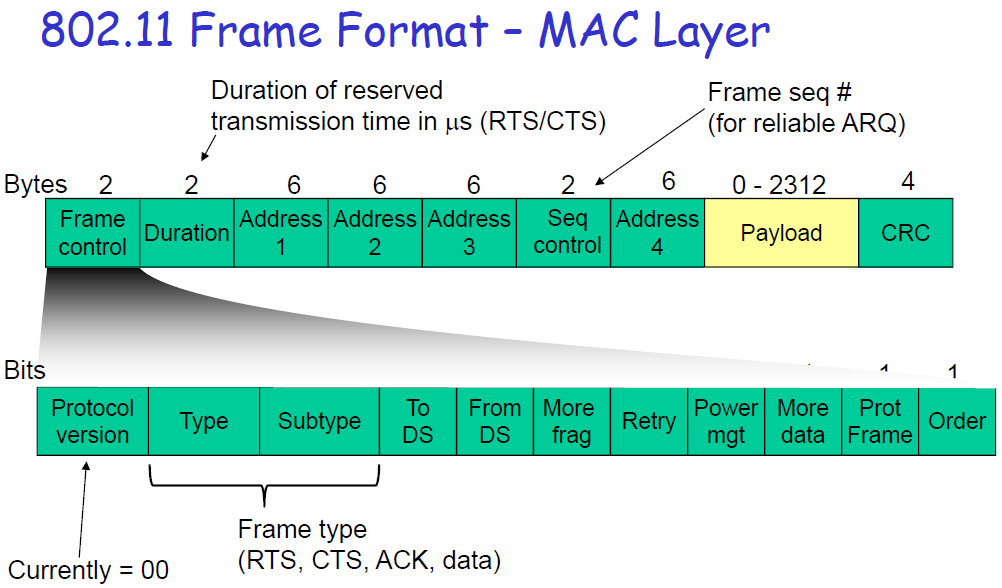 802.11 Frame Format – MAC Layer
Duration of reserved
transmission time in µs (RTS/CTS)
Frame seq #
(for reliable ARQ)
Bytes 2 2 6 6 6 2 6 0 - 2312 4
Frame
control
Duration
Address
1
Address
2
Address
3
Seq
control
Address
4
Payload
CRC
Bits 1
Protocol
version
Type
Subtype
To
DS
From
DS
More
frag
Retry
Power
mgt
More
data
Prot
Frame
Order
Frame type
(RTS, CTS, ACK, data)
Currently = 00